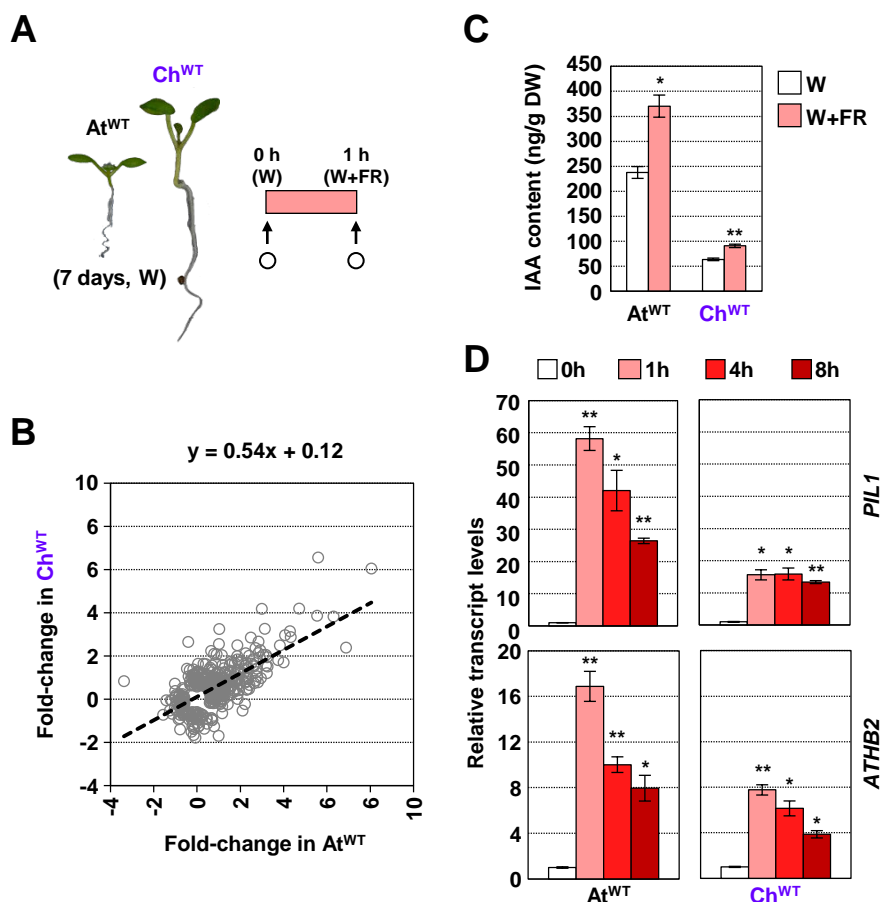 A
Ch^WT
At^WT
0 h
(W)
1 h
(W+FR)
(7 days, W)
B
y = 0.54x + 0.12
Fold-change in Ch^WT
10
8
6
4
2
0
-2
-4
-4
-2
0
2
4
6
8
10
Fold-change in At^WT
C
IAA content (ng/g DW)
450
400
350
300
250
200
150
100
50
0
*
**
W
W+FR
At^WT
Ch^WT
D
0h
1h
4h
8h
Relative transcript levels
70
60
50
40
30
20
10
0
**
*
**
*
*
**
PIL1
20
16
12
8
4
0
**
**
*
**
*
*
ATHB2
At^WT
Ch^WT